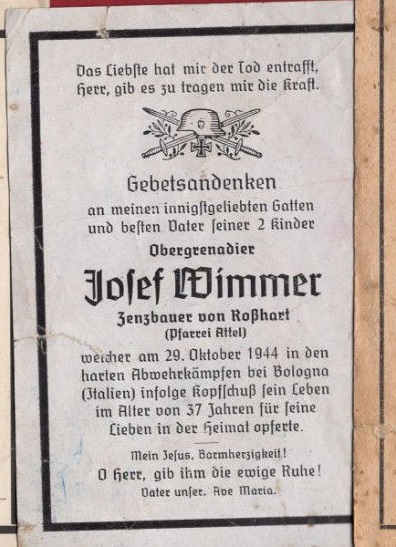 Das Liebste hat mir der Tod entrafft,
Herr, gib es zu tragen mir die Kraft.
Gebetsandenken
an meinen innigstgeliebten Gatten
und besten Vater seiner 2 Kinder
Obergrenadier
Josef Wimmer
Zenzbauer von Roßhart
(Pfarrei Attel)
welcher am 29. Oktober 1944 in den
harten Abwehrkämpfen bei Bologna
(Italien) infolge Kopfschuß sein Leben
im Alter von 37 Jahren für seine
Lieben in der Heimat opferte.
Mein Jesus, Barmherzigkeit!
O Herr, gib ihm die ewige Ruhe!
Vater unser. Ave Maria.